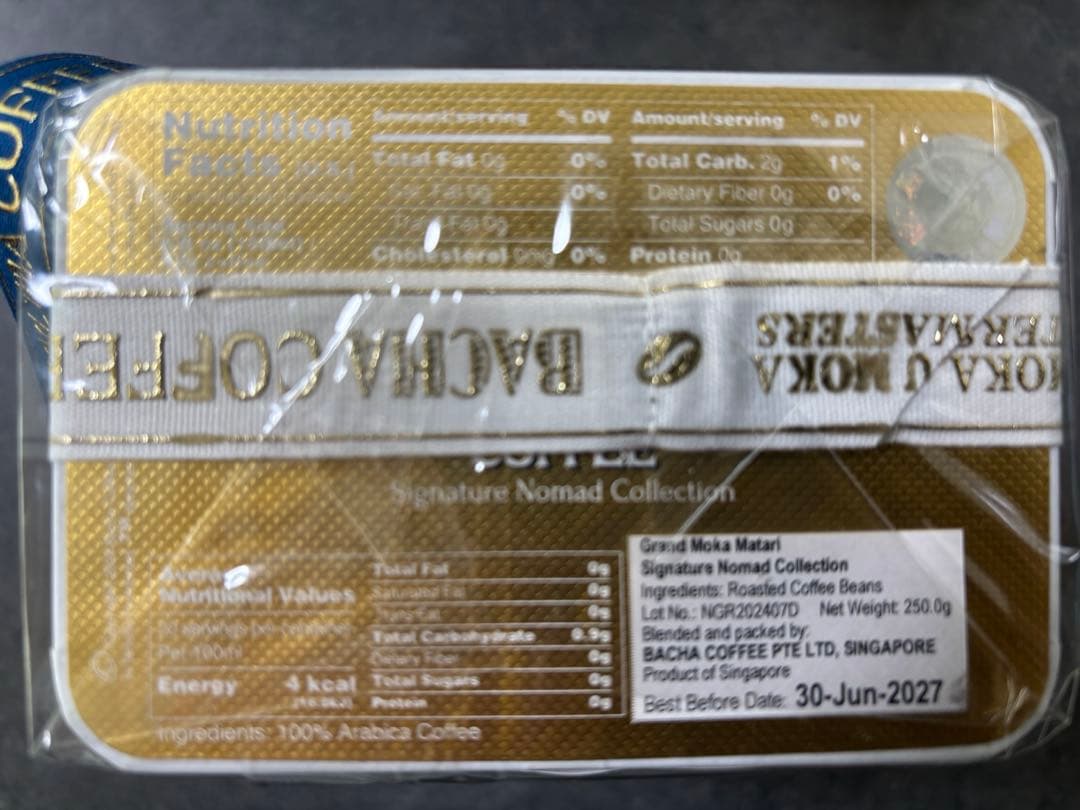 COFFEE
Nutrition
Facts
Amount/serving % DV
Total Fat 0g 0%
0%
Cholesterol 0mg 0%
Amount/serving % DV
Total Carb. 2g 1%
Dietary Fiber 0g 0%
Total Sugars 0g
Protein 0g
BACHA COFFEE
MOKA U MOKA
MASTERS
COFFEE
Signature Nomad Collection
Average
Nutritional Values
Per 100ml
Energy 4 kcal
Total Fat 0g
0g
0g
Total Carbohydrate 0.9g
0g
Total Sugars 0g
Protein 0g
Ingredients: 100% Arabica Coffee
Grand Moka Matari
Signature Nomad Collection
Ingredients: Roasted Coffee Beans
Lot No.: NGR202407D Net Weight: 250.0g
Blended and packed by:
BACHA COFFEE PTE LTD, SINGAPORE
Product of Singapore
Best Before Date: 30-Jun-2027